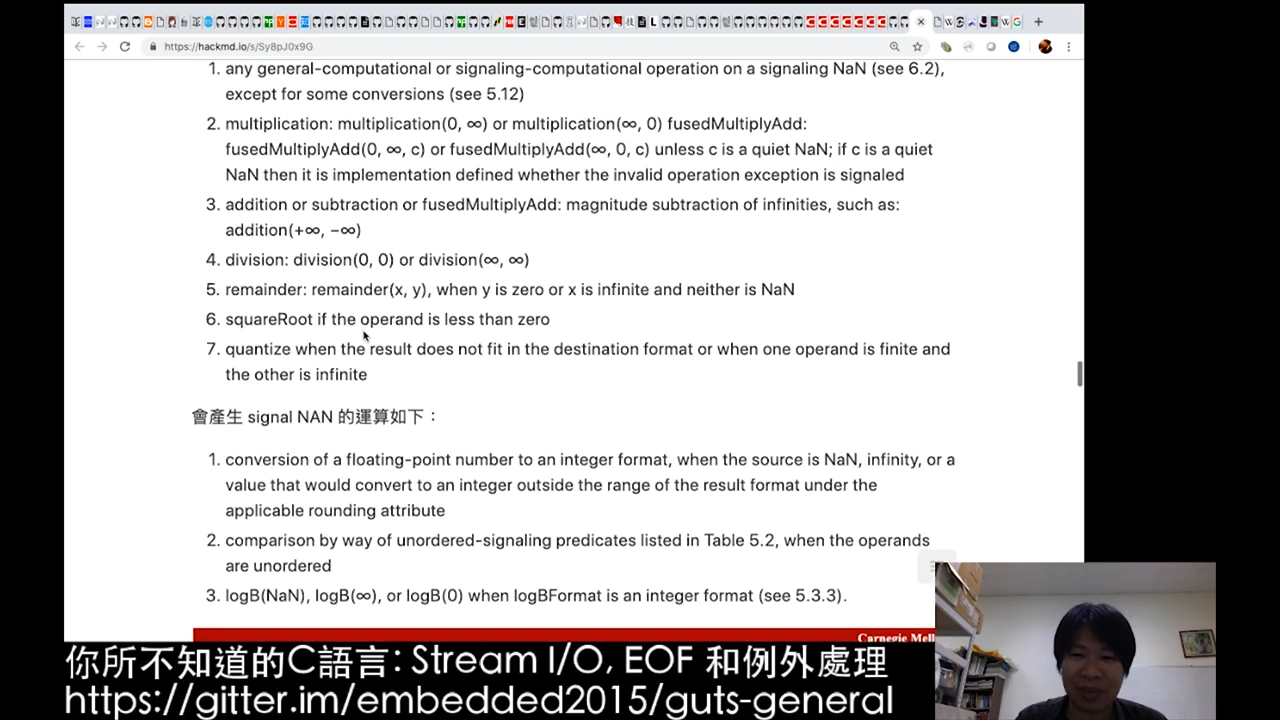 https://hackmd.io/s/Sy8pJ0x9G
1. any general-computational or signaling-computational operation on a signaling NaN (see 6.2),
except for some conversions (see 5.12)
2. multiplication: multiplication(0, ∞) or multiplication(∞, 0) fusedMultiplyAdd:
fusedMultiplyAdd(0, ∞, c) or fusedMultiplyAdd(∞, 0, c) unless c is a quiet NaN; if c is a quiet
NaN then it is implementation defined whether the invalid operation exception is signaled
3. addition or subtraction or fusedMultiplyAdd: magnitude subtraction of infinities, such as:
addition(+∞, −∞)
4. division: division(0, 0) or division(∞, ∞)
5. remainder: remainder(x, y), when y is zero or x is infinite and neither is NaN
6. squareRoot if the operand is less than zero
7. quantize when the result does not fit in the destination format or when one operand is finite and
the other is infinite
會產生 signal NAN 的運算如下：
1. conversion of a floating-point number to an integer format, when the source is NaN, infinity, or a
value that would convert to an integer outside the range of the result format under the
applicable rounding attribute
2. comparison by way of unordered-signaling predicates listed in Table 5.2, when the operands
are unordered
3. logB(NaN), logB(∞), or logB(0) when logBFormat is an integer format (see 5.3.3).
Carnegie
你所不知道的C語言: Stream I/O, EOF 和例外處理
https://gitter.im/embedded2015/guts-general